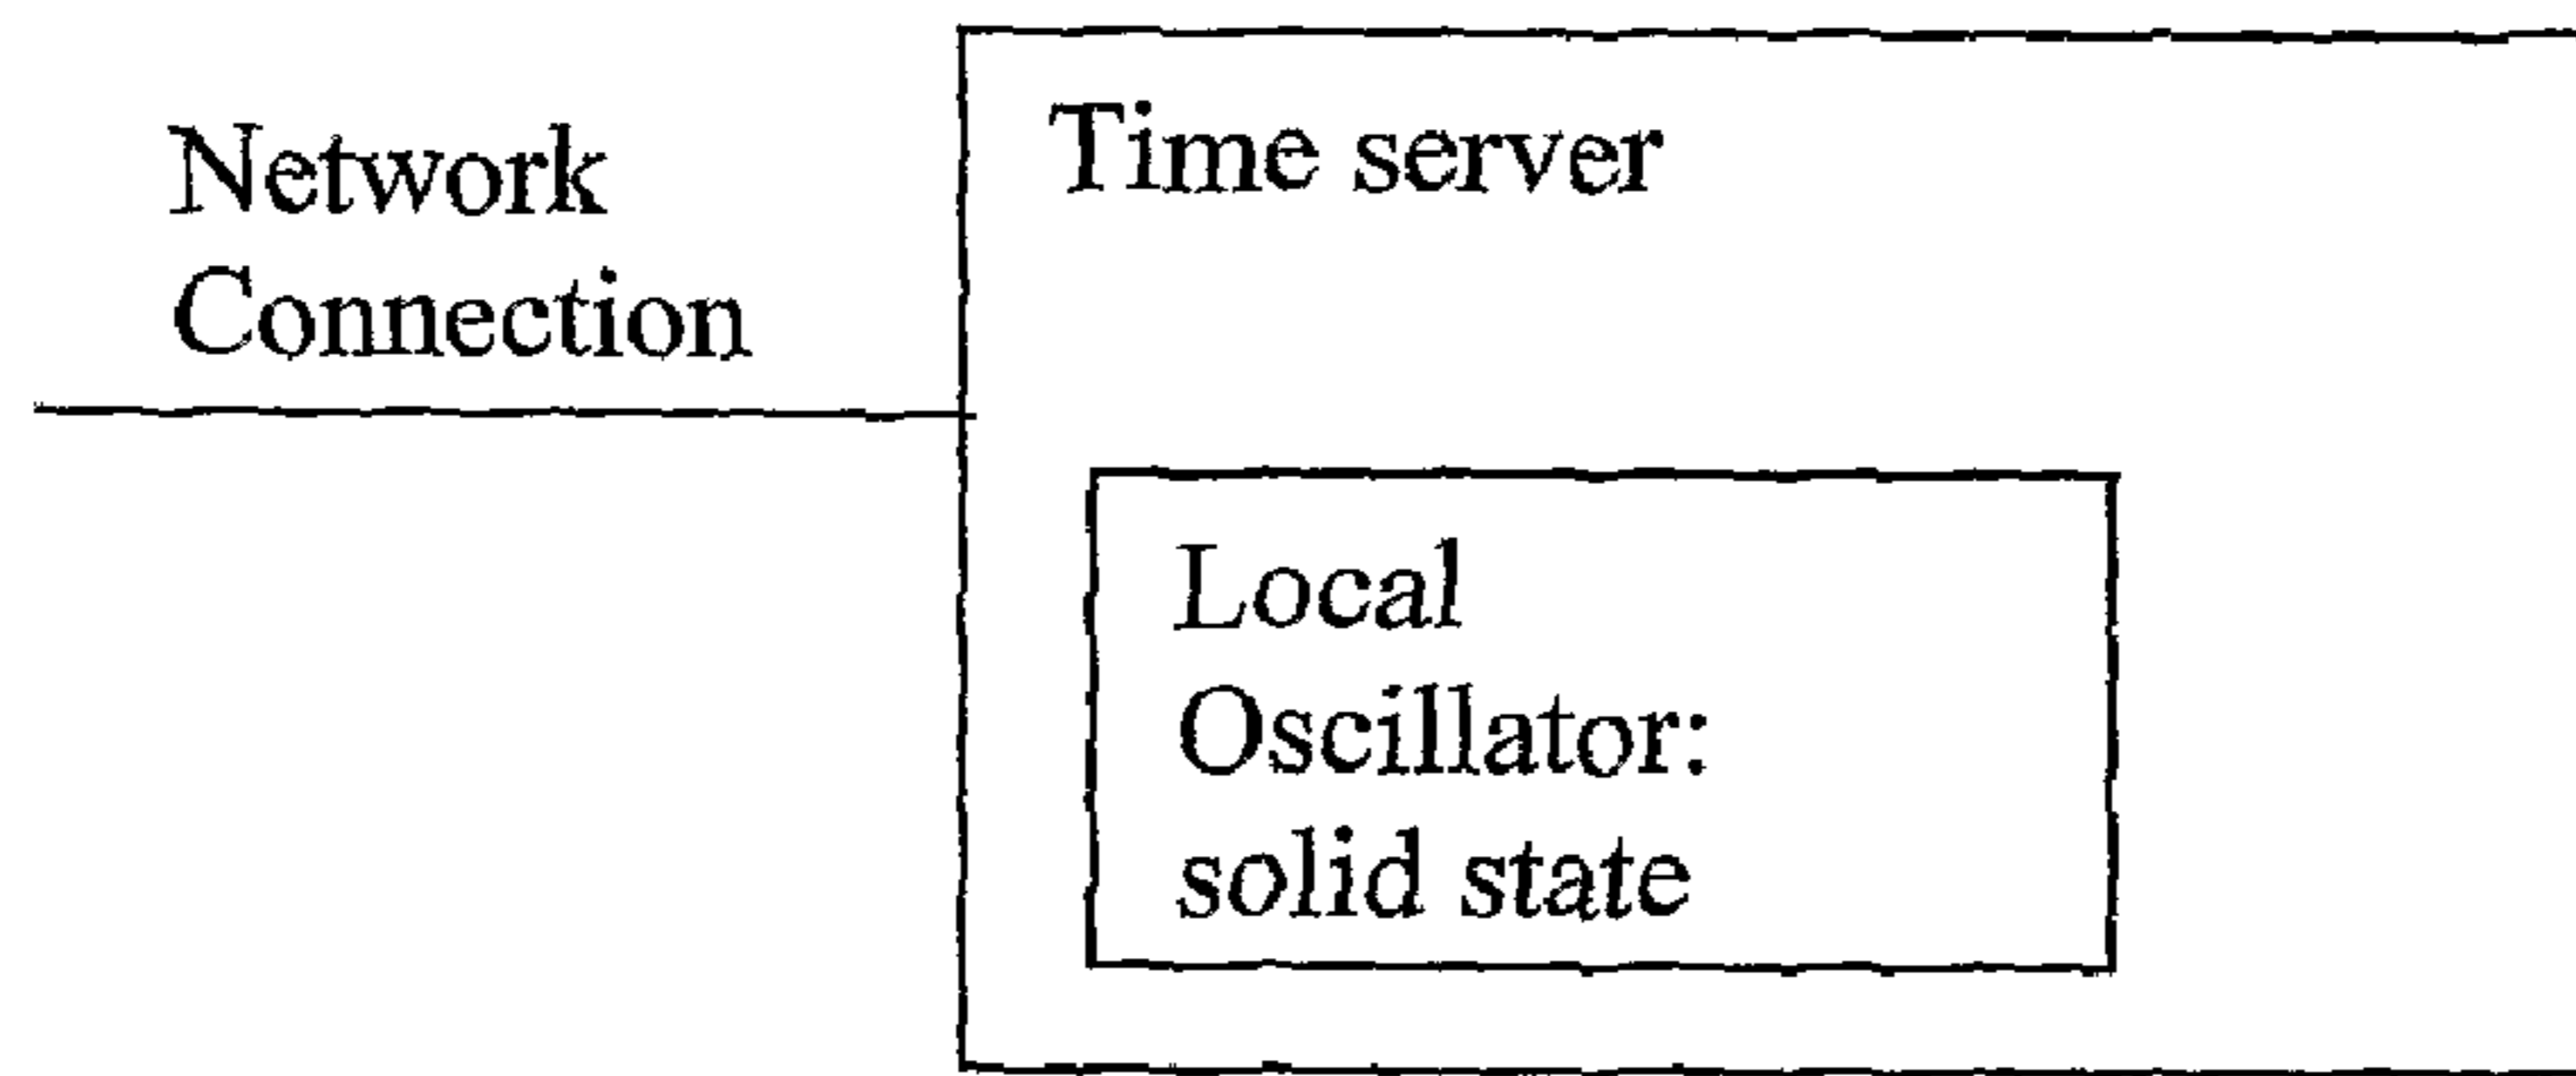 Network
Connection
Time server
Local
Oscillator:
solid state